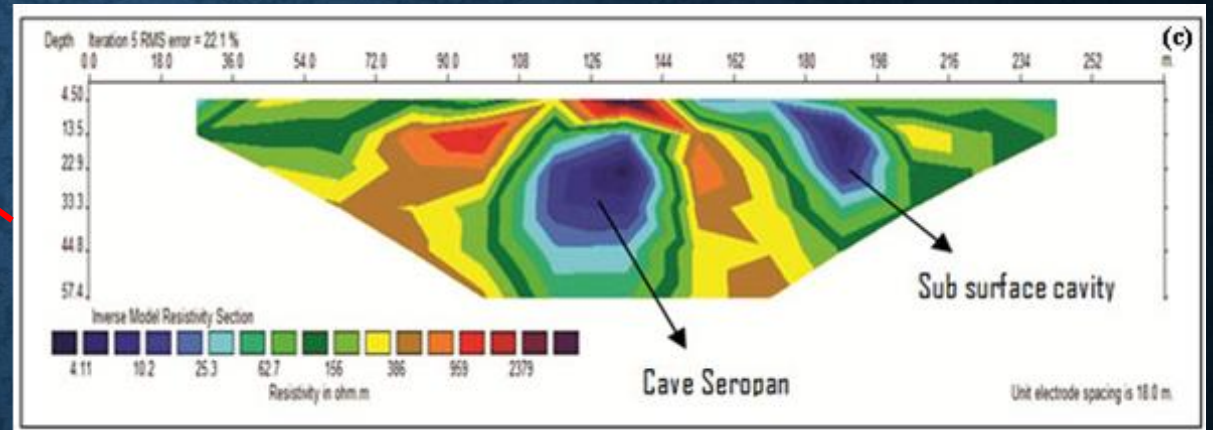 (c)
Depth Iteration 5 RMS error = 22.1 %
0.0 18.0 36.0 54.0 72.0 90.0 108 126 144 162 180 198 216 234 252 m.
4.50
13.5
22.9
33.3
44.8
57.4
Sub surface cavity
Inverse Model Resistivity Section
4.11 10.2 25.3 62.7 156 386 959 2379
Resistivity in ohm.m
Cave Seropan
Unit electrode spacing is 18.0 m.